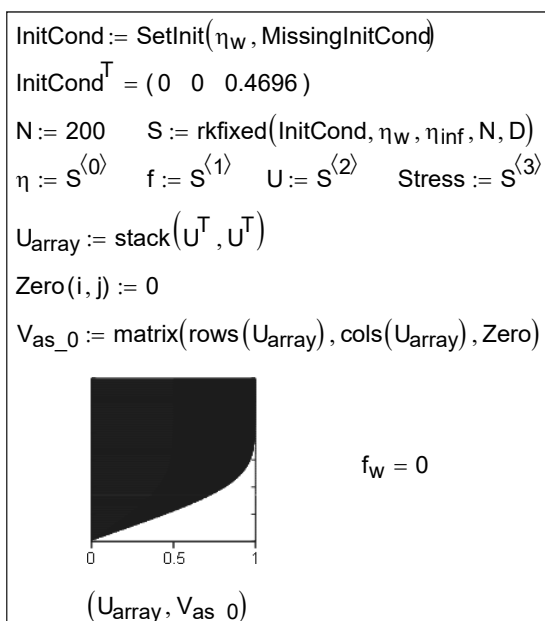 InitCond := SetInit(η_w , MissingInitCond)
InitCond^T = ( 0 0 0.4696 )
N := 200 S := rkfixed(InitCond, η_w , η_inf , N, D)
η := S^⟨0⟩ f := S^⟨1⟩ U := S^⟨2⟩ Stress := S^⟨3⟩
U_array := stack(U^T , U^T)
Zero(i , j) := 0
V_as_0 := matrix(rows(U_array) , cols(U_array) , Zero)
f_w = 0
0 0.5 1
(U_array , V_as_0)